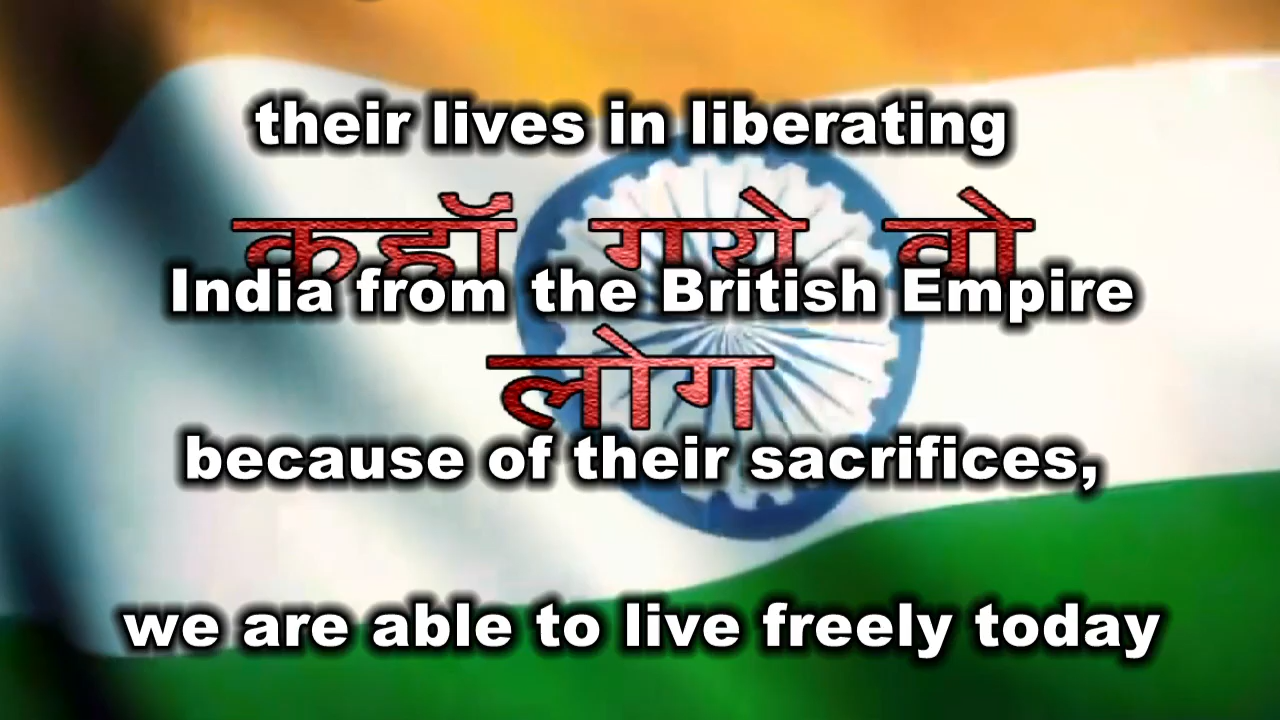 their lives in liberating
कहॉ गये वो
India from the British Empire
लोग
because of their sacrifices,
we are able to live freely today